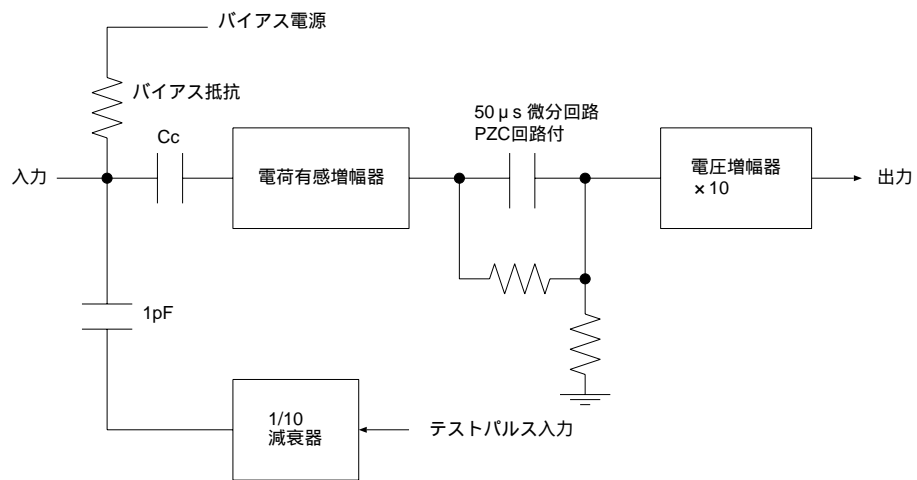 バイアス電源
バイアス抵抗
50μs 微分回路
PZC回路付
Cc
入力
電荷有感増幅器
電圧増幅器
×10
出力
1pF
1/10
減衰器
テストパルス入力